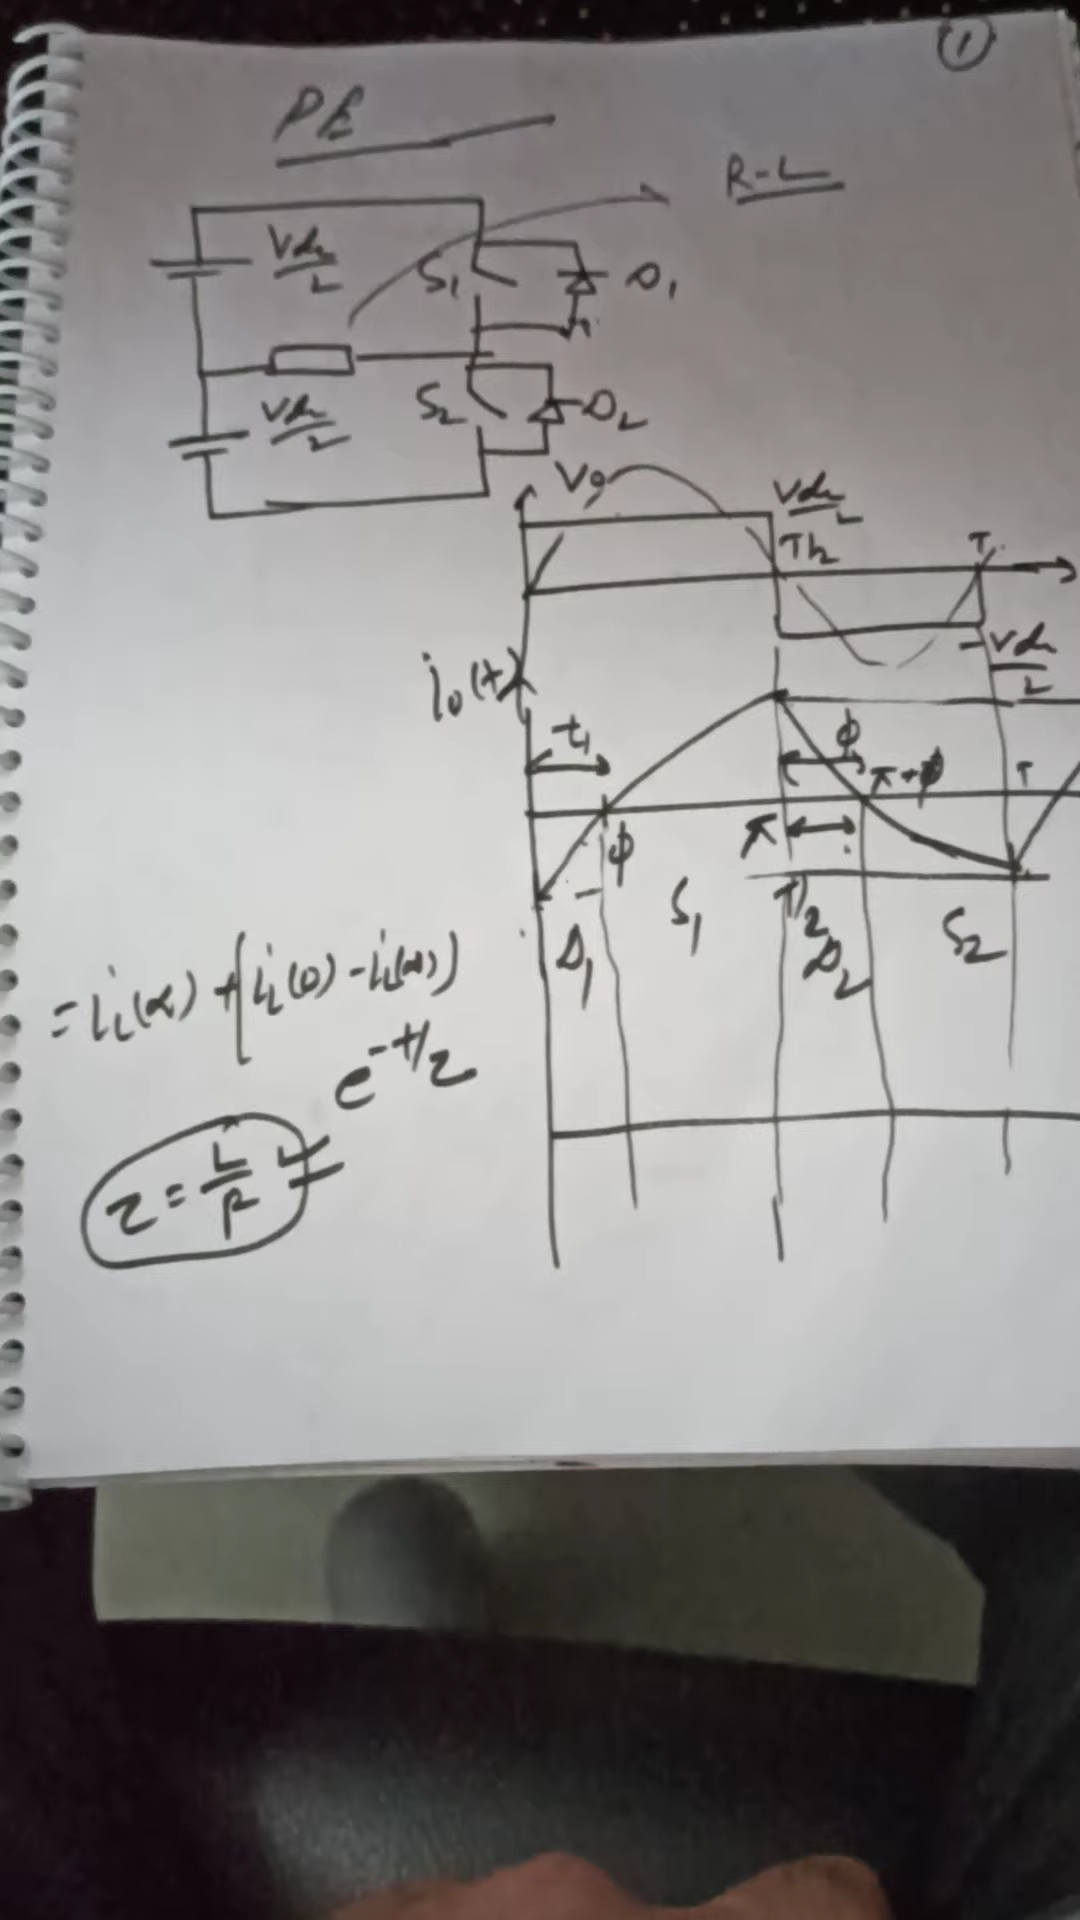 1
PE
R-L
Vdc/2
S1
D1
Vdc/2
S2
D2
Vo
Vdc/2
T/2
T
-Vdc/2
io(t)
t1
ϕ
π+ϕ
T
π
ϕ
S1
T/2
D1
D2
S2
= iL(∞) + (iL(0) - iL(∞))
e^-t/τ
τ = L/R